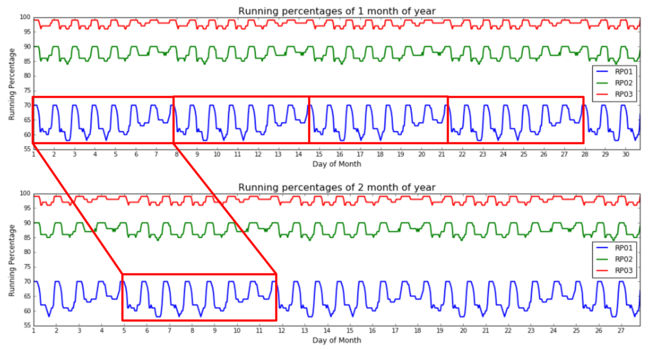 Running percentages of 1 month of year
Running Percentage
100
95
90
85
80
75
70
65
60
55
RP01
RP02
RP03
1 2 3 4 5 6 7 8 9 10 11 12 13 14 15 16 17 18 19 20 21 22 23 24 25 26 27 28 29 30
Day of Month
Running percentages of 2 month of year
Running Percentage
100
95
90
85
80
75
70
65
60
55
RP01
RP02
RP03
1 2 3 4 5 6 7 8 9 10 11 12 13 14 15 16 17 18 19 20 21 22 23 24 25 26 27
Day of Month